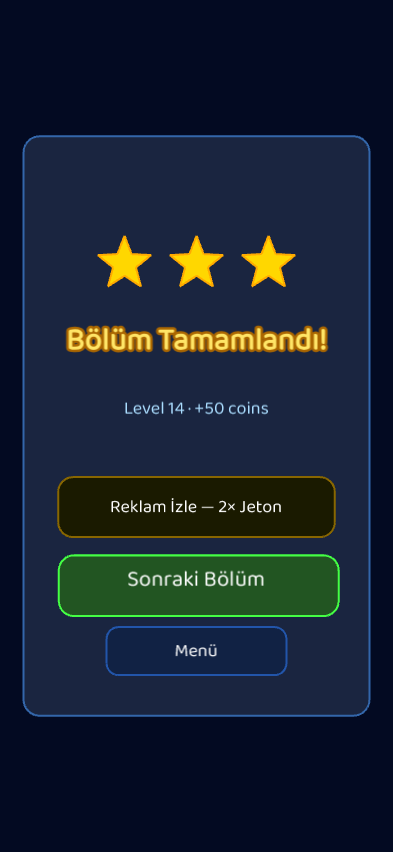 Bölüm Tamamlandı!
Level 14 · +50 coins
Reklam İzle — 2× Jeton
Sonraki Bölüm
Menü